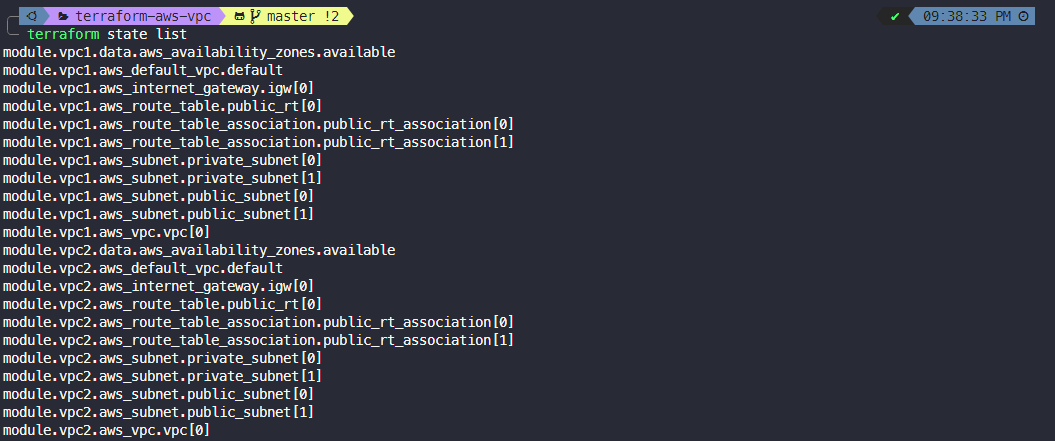 terraform-aws-vpc master !2 ✔ 09:38:33 PM
terraform state list
module.vpc1.data.aws_availability_zones.available
module.vpc1.aws_default_vpc.default
module.vpc1.aws_internet_gateway.igw[0]
module.vpc1.aws_route_table.public_rt[0]
module.vpc1.aws_route_table_association.public_rt_association[0]
module.vpc1.aws_route_table_association.public_rt_association[1]
module.vpc1.aws_subnet.private_subnet[0]
module.vpc1.aws_subnet.private_subnet[1]
module.vpc1.aws_subnet.public_subnet[0]
module.vpc1.aws_subnet.public_subnet[1]
module.vpc1.aws_vpc.vpc[0]
module.vpc2.data.aws_availability_zones.available
module.vpc2.aws_default_vpc.default
module.vpc2.aws_internet_gateway.igw[0]
module.vpc2.aws_route_table.public_rt[0]
module.vpc2.aws_route_table_association.public_rt_association[0]
module.vpc2.aws_route_table_association.public_rt_association[1]
module.vpc2.aws_subnet.private_subnet[0]
module.vpc2.aws_subnet.private_subnet[1]
module.vpc2.aws_subnet.public_subnet[0]
module.vpc2.aws_subnet.public_subnet[1]
module.vpc2.aws_vpc.vpc[0]